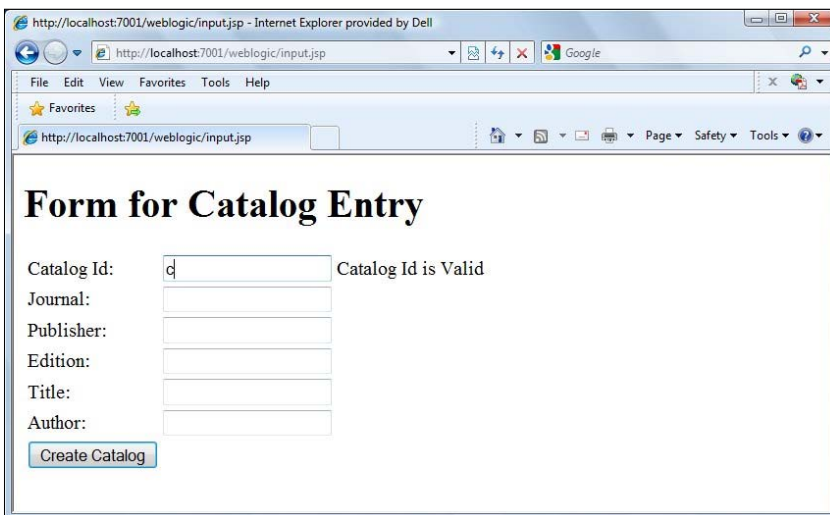 http://localhost:7001/weblogic/input.jsp - Internet Explorer provided by Dell
http://localhost:7001/weblogic/input.jsp Google
File Edit View Favorites Tools Help
Favorites
http://localhost:7001/weblogic/input.jsp Page Safety Tools
Form for Catalog Entry
Catalog Id: c Catalog Id is Valid
Journal:
Publisher:
Edition:
Title:
Author:
Create Catalog